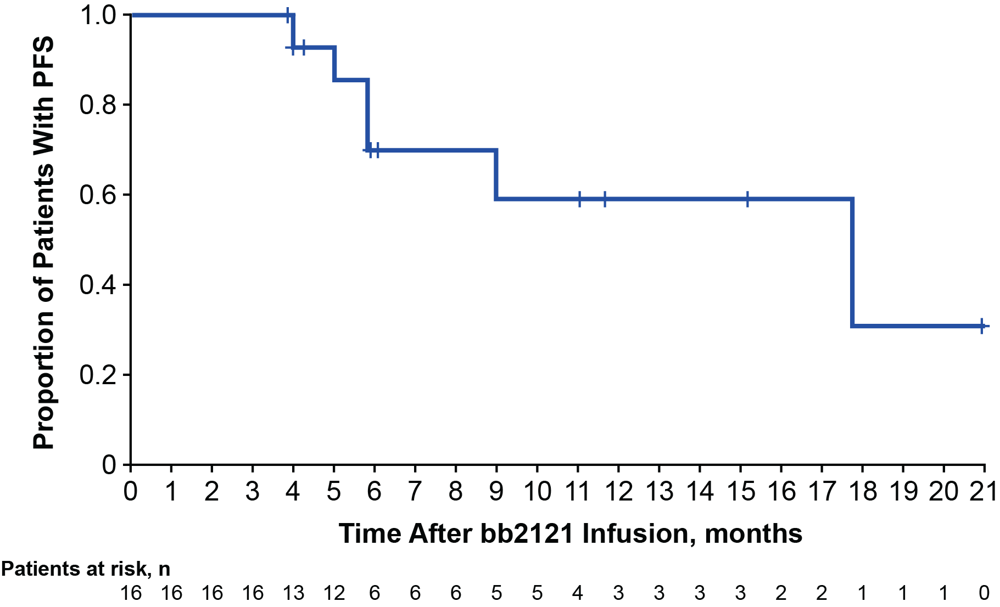 Proportion of Patients With PFS
1.0
0.8
0.6
0.4
0.2
0
0 1 2 3 4 5 6 7 8 9 10 11 12 13 14 15 16 17 18 19 20 21
Time After bb2121 Infusion, months
Patients at risk, n
16 16 16 16 13 12 6 6 6 5 5 4 3 3 3 3 2 2 1 1 1 0